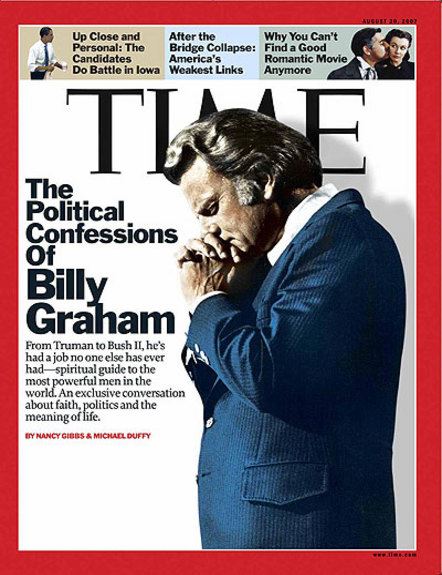 AUGUST 20, 2007
Up Close and
Personal: The
Candidates
Do Battle in Iowa
After the
Bridge Collapse:
America's
Weakest Links
Why You Can't
Find a Good
Romantic Movie
Anymore
TIME
The
Political
Confessions
Of
Billy
Graham
From Truman to Bush II, he's
had a job no one else has ever
had—spiritual guide to the
most powerful men in the
world. An exclusive conversation
about faith, politics and the
meaning of life.
BY NANCY GIBBS & MICHAEL DUFFY
www.time.com